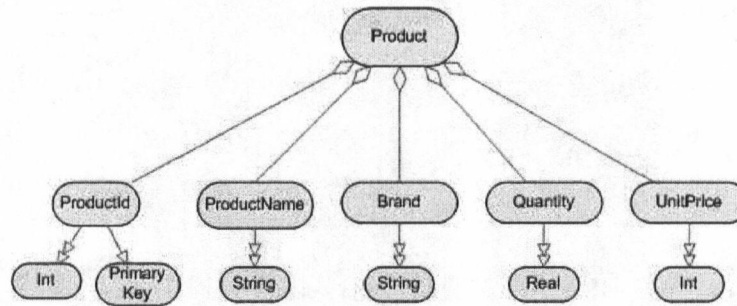 Product
ProductId
ProductName
Brand
Quantity
UnitPrice
Int
Primary
Key
String
String
Real
Int